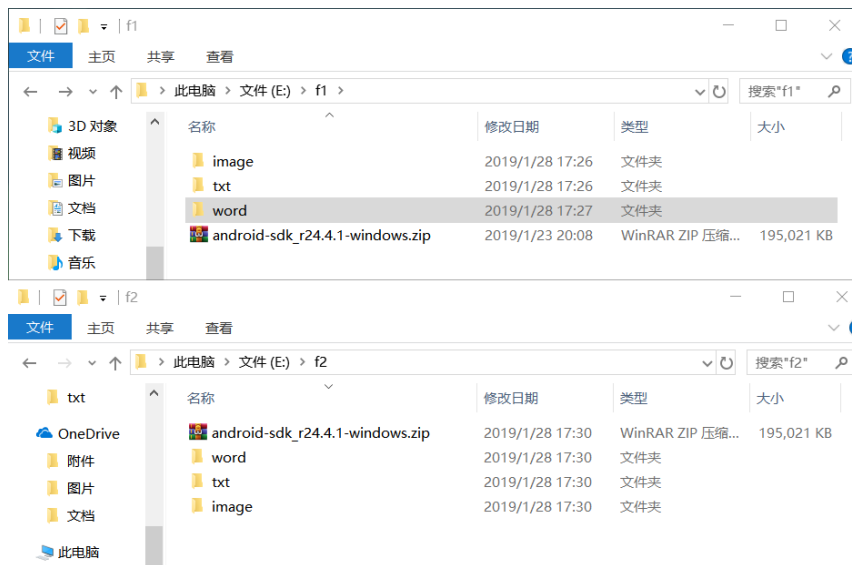 f1
文件 主页 共享 查看
此电脑 文件 (E:) f1 搜索"f1"
名称 修改日期 类型 大小
3D 对象
视频
图片
文档
下载
音乐
image 2019/1/28 17:26 文件夹
txt 2019/1/28 17:26 文件夹
word 2019/1/28 17:27 文件夹
android-sdk_r24.4.1-windows.zip 2019/1/23 20:08 WinRAR ZIP 压缩... 195,021 KB
f2
文件 主页 共享 查看
此电脑 文件 (E:) f2 搜索"f2"
名称 修改日期 类型 大小
txt
OneDrive
附件
图片
文档
此电脑
android-sdk_r24.4.1-windows.zip 2019/1/28 17:30 WinRAR ZIP 压缩... 195,021 KB
word 2019/1/28 17:30 文件夹
txt 2019/1/28 17:30 文件夹
image 2019/1/28 17:30 文件夹